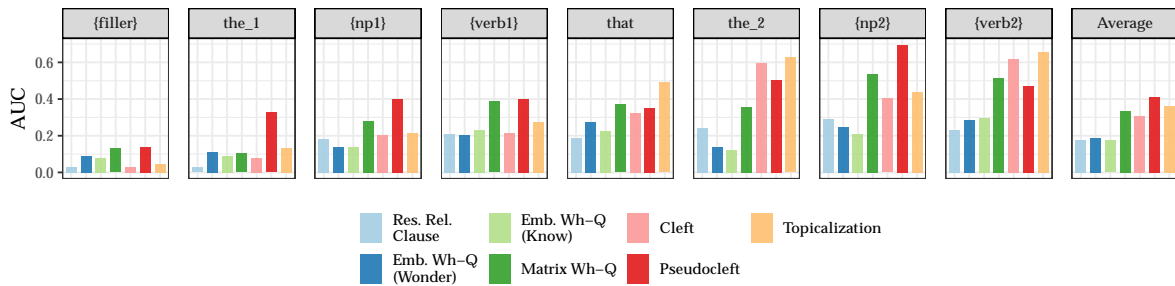 {filler} the_1 {np1} {verb1} that the_2 {np2} {verb2} Average
AUC
0.6
0.4
0.2
0.0
Res. Rel. Clause
Emb. Wh−Q (Know)
Cleft
Topicalization
Emb. Wh−Q (Wonder)
Matrix Wh−Q
Pseudocleft